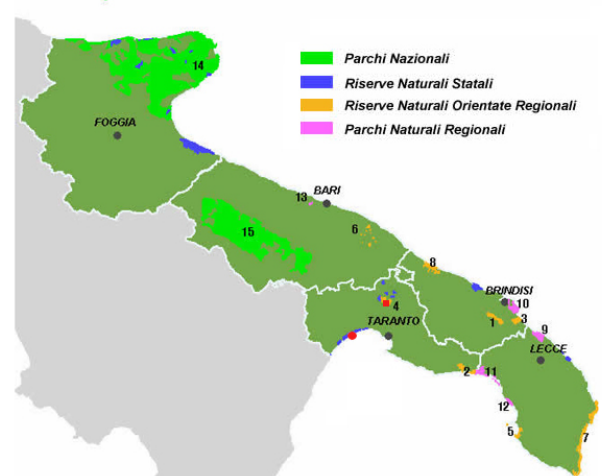 14
Parchi Nazionali
Riserve Naturali Statali
Riserve Naturali Orientate Regionali
Parchi Naturali Regionali
FOGGIA
13
BARI
15
6
8
BRINDISI
10
4
1
3
TARANTO
9
LECCE
2
11
12
5
7